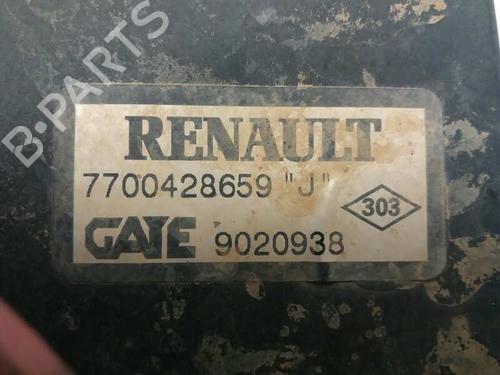 B-PARTS
RENAULT
7700428659 "J"
303
GATE 9020938